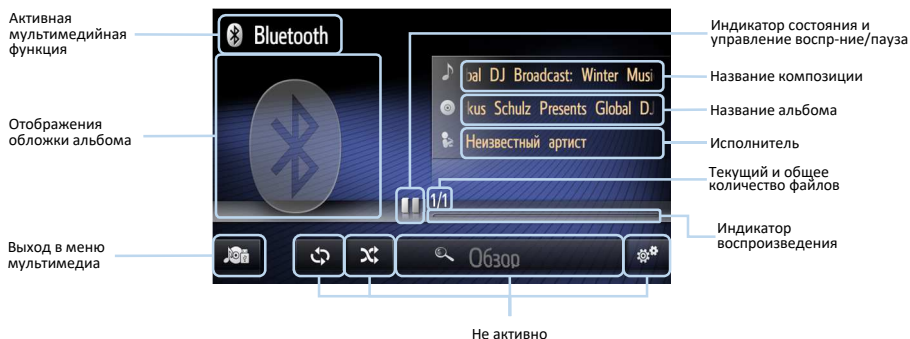 Активная
мультимедийная
функция
Bluetooth
Индикатор состояния и
управление воспр-ние/пауза
bal DJ Broadcast: Winter Musi
Название композиции
Отображения
обложки альбома
kus Schulz Presents Global DJ
Название альбома
Неизвестный артист
Исполнитель
Текущий и общее
количество файлов
1/1
Индикатор
воспроизведения
Выход в меню
мультимедиа
Обзор
Не активно